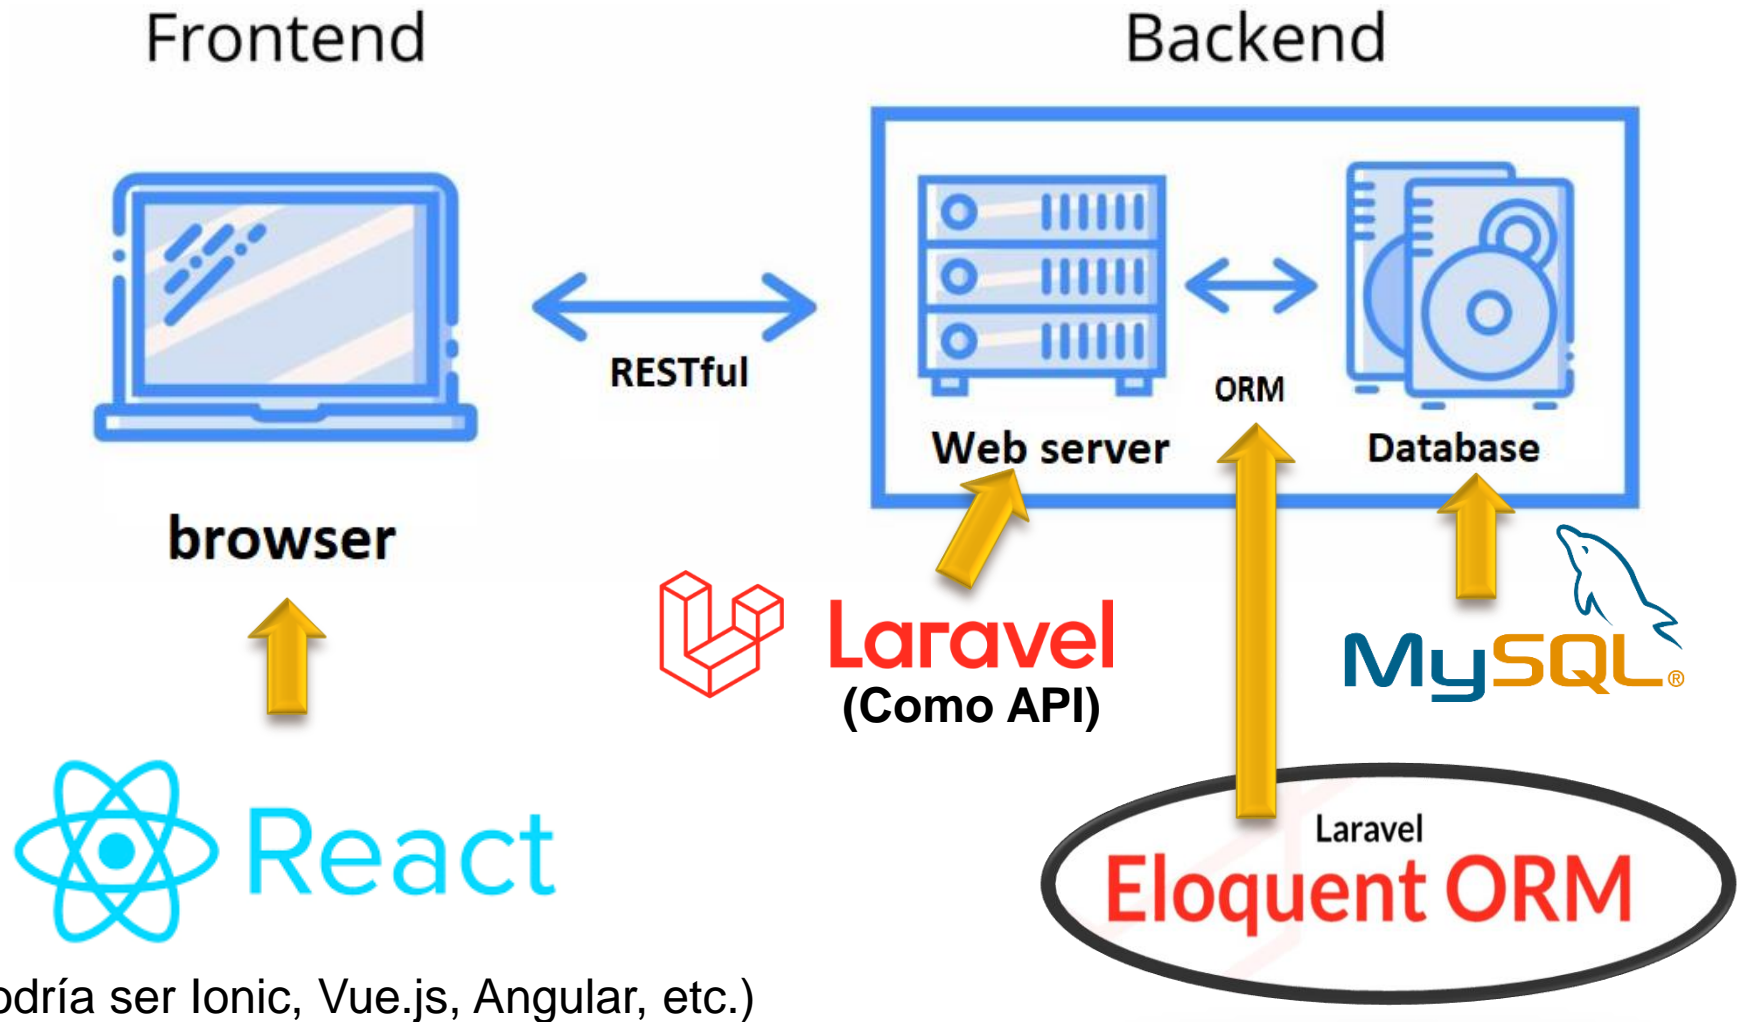 Frontend
Backend
RESTful
ORM
Web server
Database
browser
Laravel
(Como API)
MySQL®
React
Laravel
Eloquent ORM
odría ser Ionic, Vue.js, Angular, etc.)